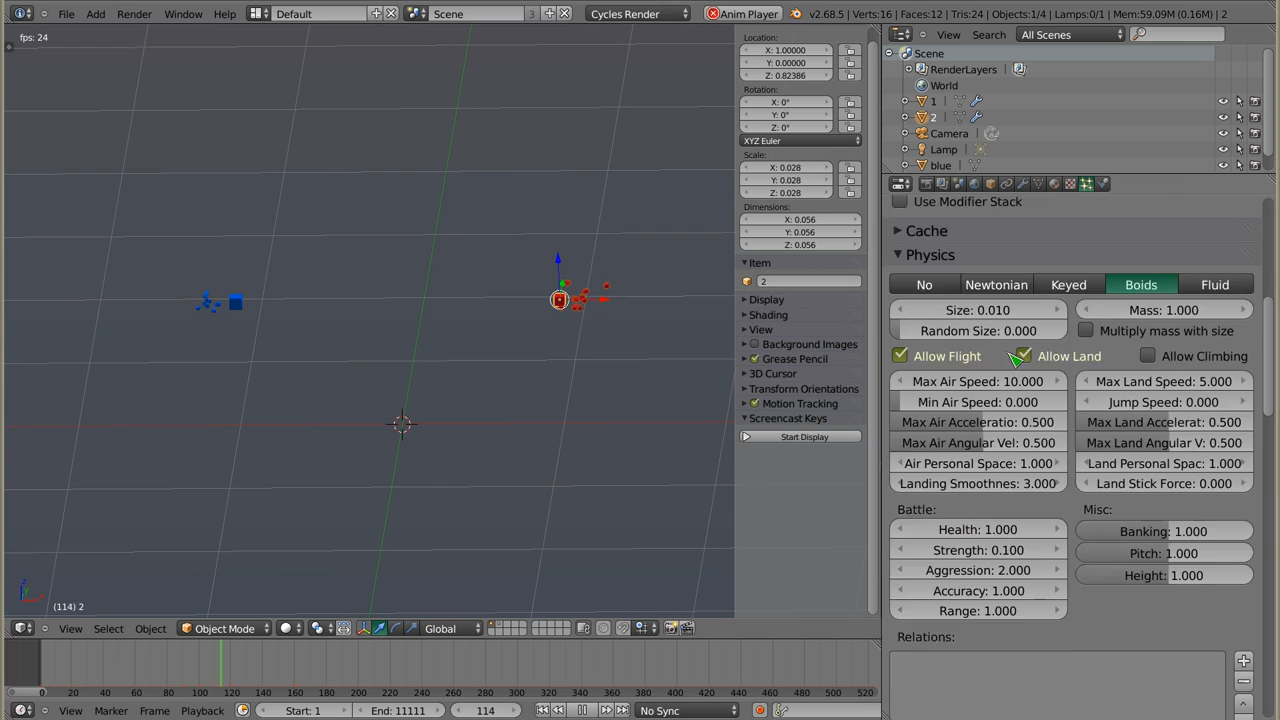 File Add Render Window Help Default Scene 3 Cycles Render Anim Player v2.68.5 | Verts:16 | Faces:12 | Tris:24 | Objects:1/4 | Lamps:0/1 | Mem:59.09M (0.16M) | 2
fps: 24
Location:
X: 1.00000
Y: 0.00000
Z: 0.82386
Rotation:
X: 0°
Y: 0°
Z: 0°
XYZ Euler
Scale:
X: 0.028
Y: 0.028
Z: 0.028
Dimensions:
X: 0.056
Y: 0.056
Z: 0.056
Item
2
Display
Shading
View
Background Images
Grease Pencil
3D Cursor
Transform Orientations
Motion Tracking
Screencast Keys
Start Display
(114) 2
View Select Object Object Mode Global
0 20 40 60 80 100 120 140 160 180 200 220 240 260 280 300 320 340 360 380 400 420 440 460 480 500 520
View Marker Frame Playback Start: 1 End: 11111 114 No Sync
View Search All Scenes
Scene
RenderLayers
World
1
2
Camera
Lamp
blue
Use Modifier Stack
Cache
Physics
No Newtonian Keyed Boids Fluid
Size: 0.010 Mass: 1.000
Random Size: 0.000 Multiply mass with size
Allow Flight Allow Land Allow Climbing
Max Air Speed: 10.000 Max Land Speed: 5.000
Min Air Speed: 0.000 Jump Speed: 0.000
Max Air Acceleratio: 0.500 Max Land Accelerat: 0.500
Max Air Angular Vel: 0.500 Max Land Angular V: 0.500
Air Personal Space: 1.000 Land Personal Spac: 1.000
Landing Smoothnes: 3.000 Land Stick Force: 0.000
Battle: Misc:
Health: 1.000 Banking: 1.000
Strength: 0.100 Pitch: 1.000
Aggression: 2.000 Height: 1.000
Accuracy: 1.000
Range: 1.000
Relations: